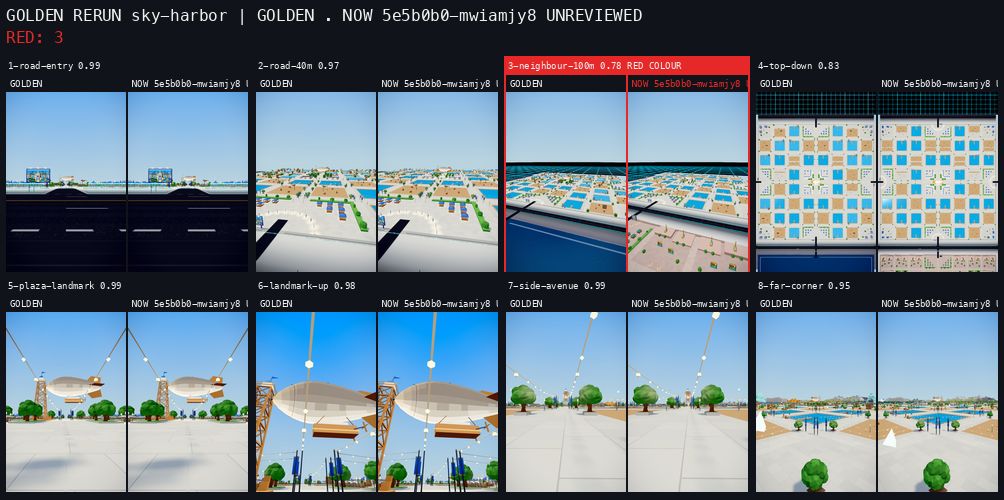 GOLDEN RERUN sky-harbor | GOLDEN . NOW 5e5b0b0-mwiamjy8 UNREVIEWED
RED: 3
1-road-entry 0.99
2-road-40m 0.97
3-neighbour-100m 0.78 RED COLOUR
4-top-down 0.83
GOLDEN
NOW 5e5b0b0-mwiamjy8 U
GOLDEN
NOW 5e5b0b0-mwiamjy8 U
GOLDEN
NOW 5e5b0b0-mwiamjy8 U
GOLDEN
NOW 5e5b0b0-mwiamjy8 U
5-plaza-landmark 0.99
6-landmark-up 0.98
7-side-avenue 0.99
8-far-corner 0.95
GOLDEN
NOW 5e5b0b0-mwiamjy8 U
GOLDEN
NOW 5e5b0b0-mwiamjy8 U
GOLDEN
NOW 5e5b0b0-mwiamjy8 U
GOLDEN
NOW 5e5b0b0-mwiamjy8 U